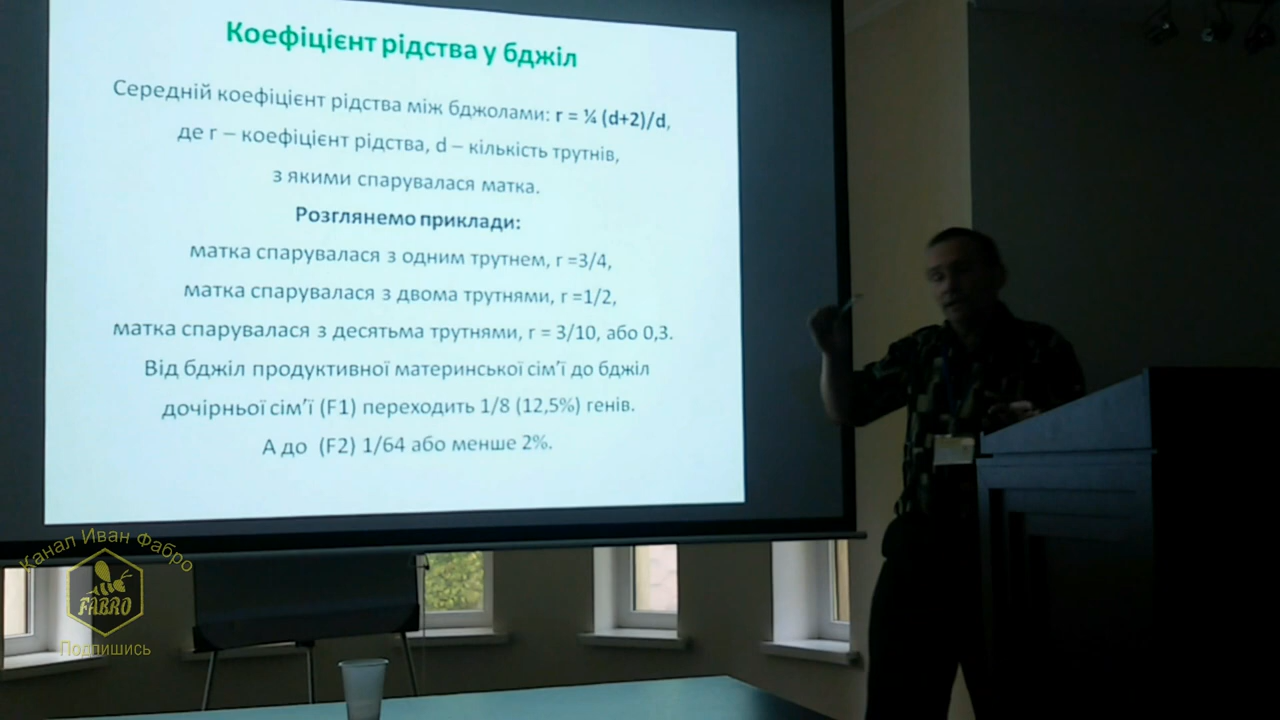 Коефіцієнт рідства у бджіл
Середній коефіцієнт рідства між бджолами: r = ¼ (d+2)/d,
де r – коефіцієнт рідства, d – кількість трутнів,
з якими спарувалася матка.
Розглянемо приклади:
матка спарувалася з одним трутнем, r =3/4,
матка спарувалася з двома трутнями, r =1/2,
матка спарувалася з десятьма трутнями, r = 3/10, або 0,3.
Від бджіл продуктивної материнської сім’ї до бджіл
дочірньої сім’ї (F1) переходить 1/8 (12,5%) генів.
А до (F2) 1/64 або менше 2%.
Канал Иван Фабро
FABRO
Подпишись